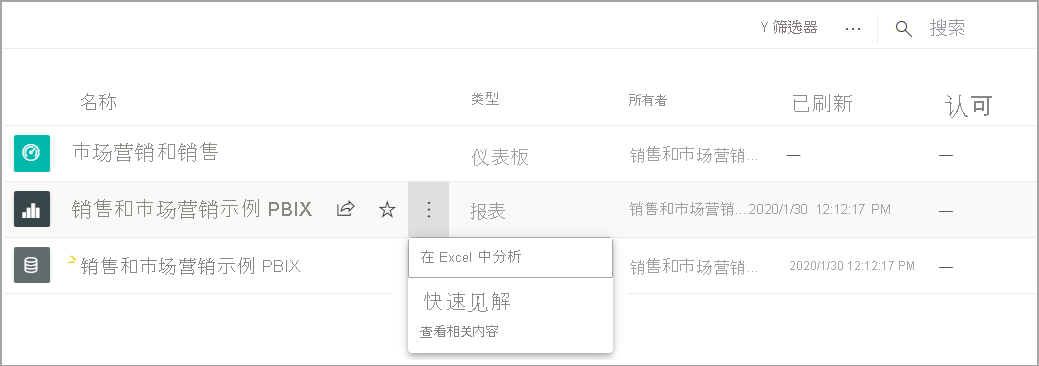 Y 筛选器 ... 搜索
名称 类型 所有者 已刷新 认可
市场营销和销售 仪表板 销售和市场营销... — —
销售和市场营销示例 PBIX 报表 销售和市场营销... 2020/1/30 12:12:17 PM —
销售和市场营销示例 PBIX 销售和市场营销... 2020/1/30 12:12:17 PM —
在 Excel 中分析
快速见解
查看相关内容